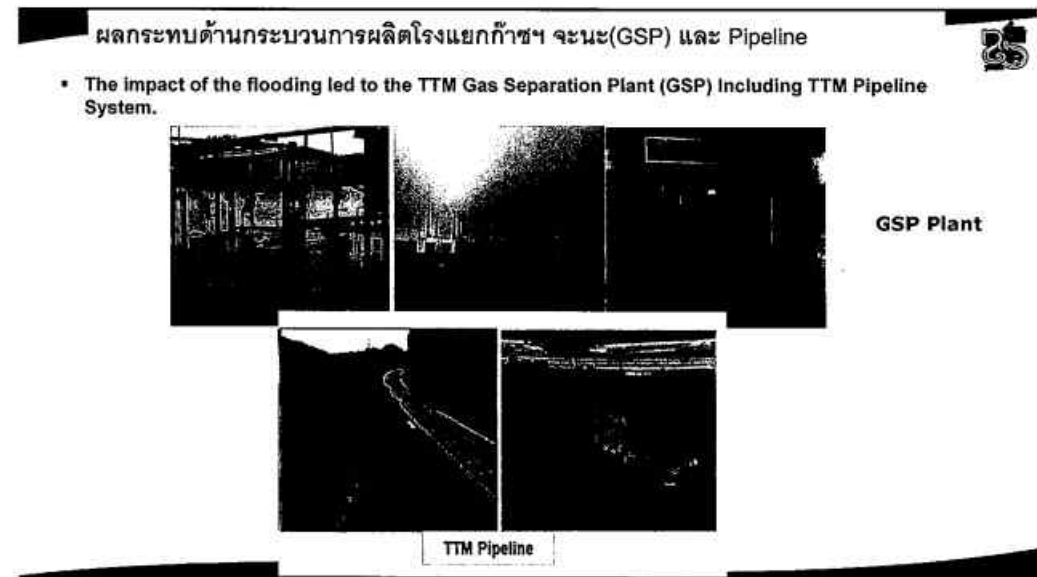 ผลกระทบด้านกระบวนการผลิตโรงแยกก๊าซฯ จะนะ(GSP) และ Pipeline
▪ The impact of the flooding led to the TTM Gas Separation Plant (GSP) Including TTM Pipeline
System.
GSP Plant
TTM Pipeline